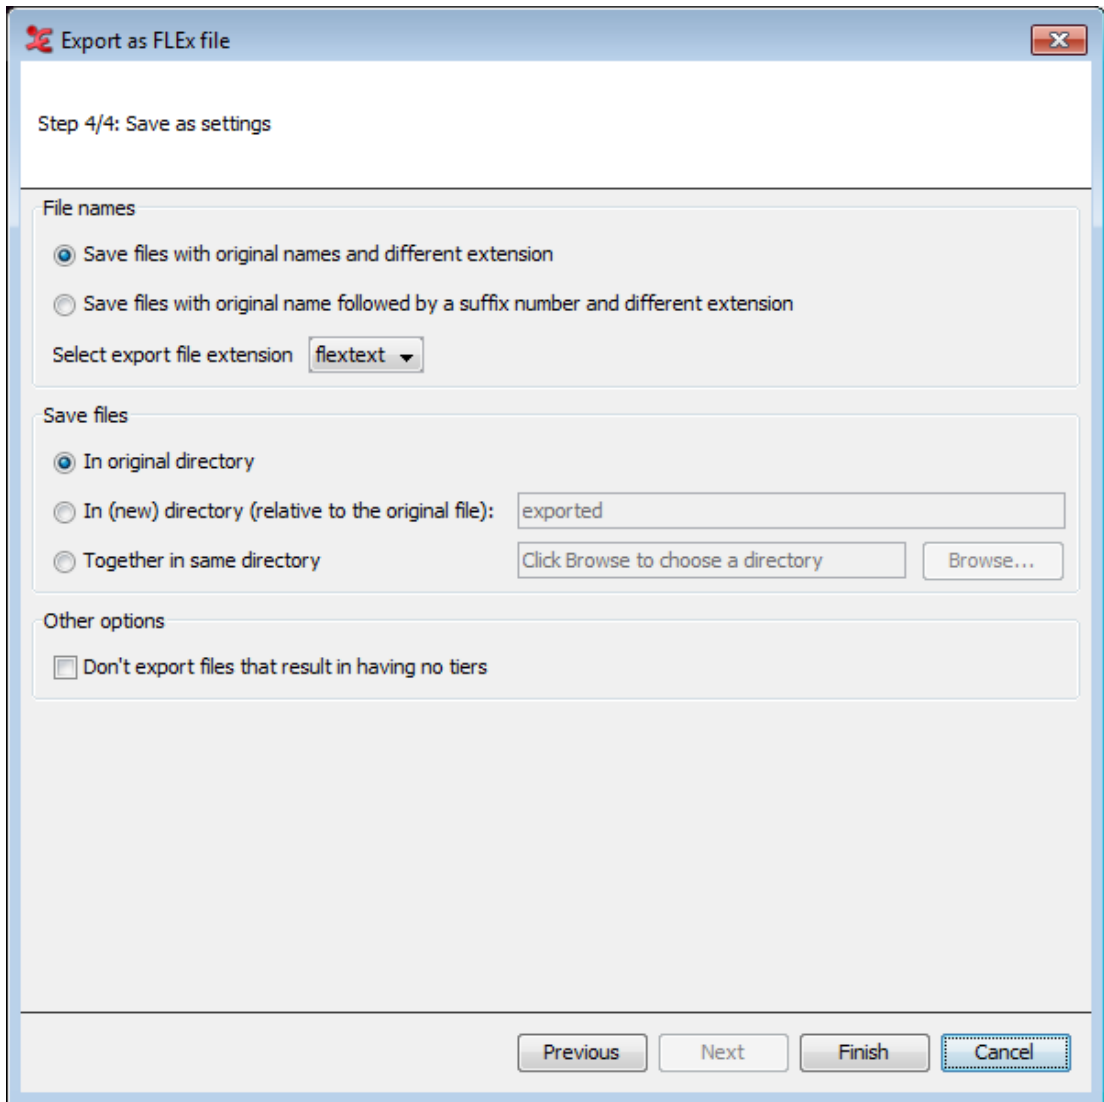 Export as FLEx file
Step 4/4: Save as settings
File names
Save files with original names and different extension
Save files with original name followed by a suffix number and different extension
Select export file extension flextext
Save files
In original directory
In (new) directory (relative to the original file): exported
Together in same directory Click Browse to choose a directory Browse...
Other options
Don't export files that result in having no tiers
Previous Next Finish Cancel